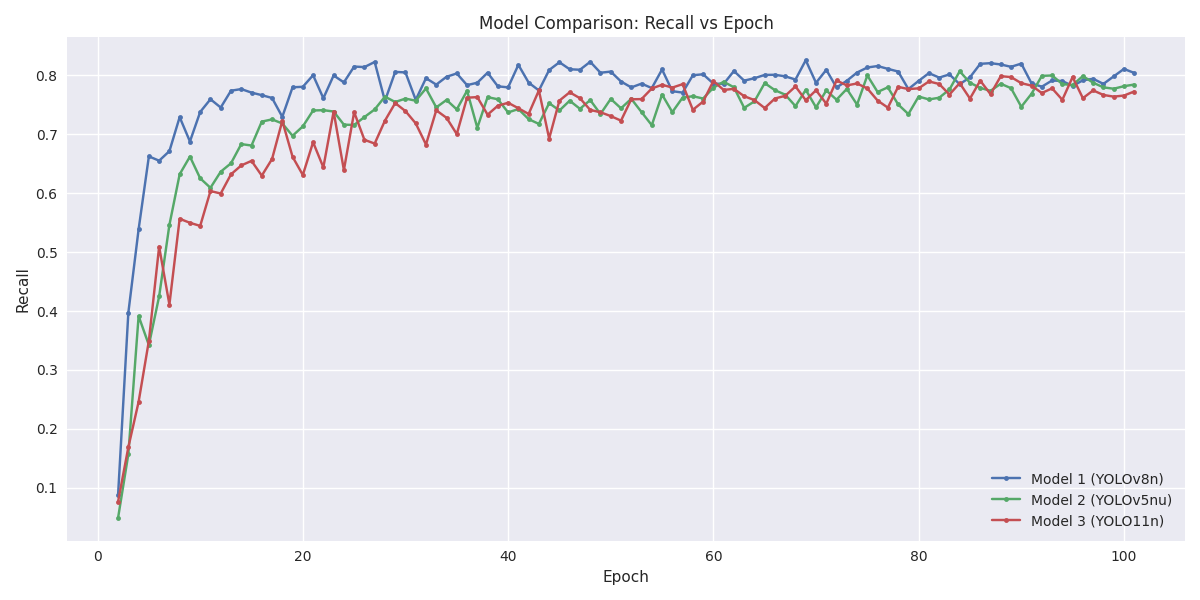 Model Comparison: Recall vs Epoch
0.8
0.7
0.6
0.5
0.4
0.3
0.2
0.1
Recall
Model 1 (YOLOv8n)
Model 2 (YOLOv5nu)
Model 3 (YOLO11n)
0 20 40 60 80 100
Epoch